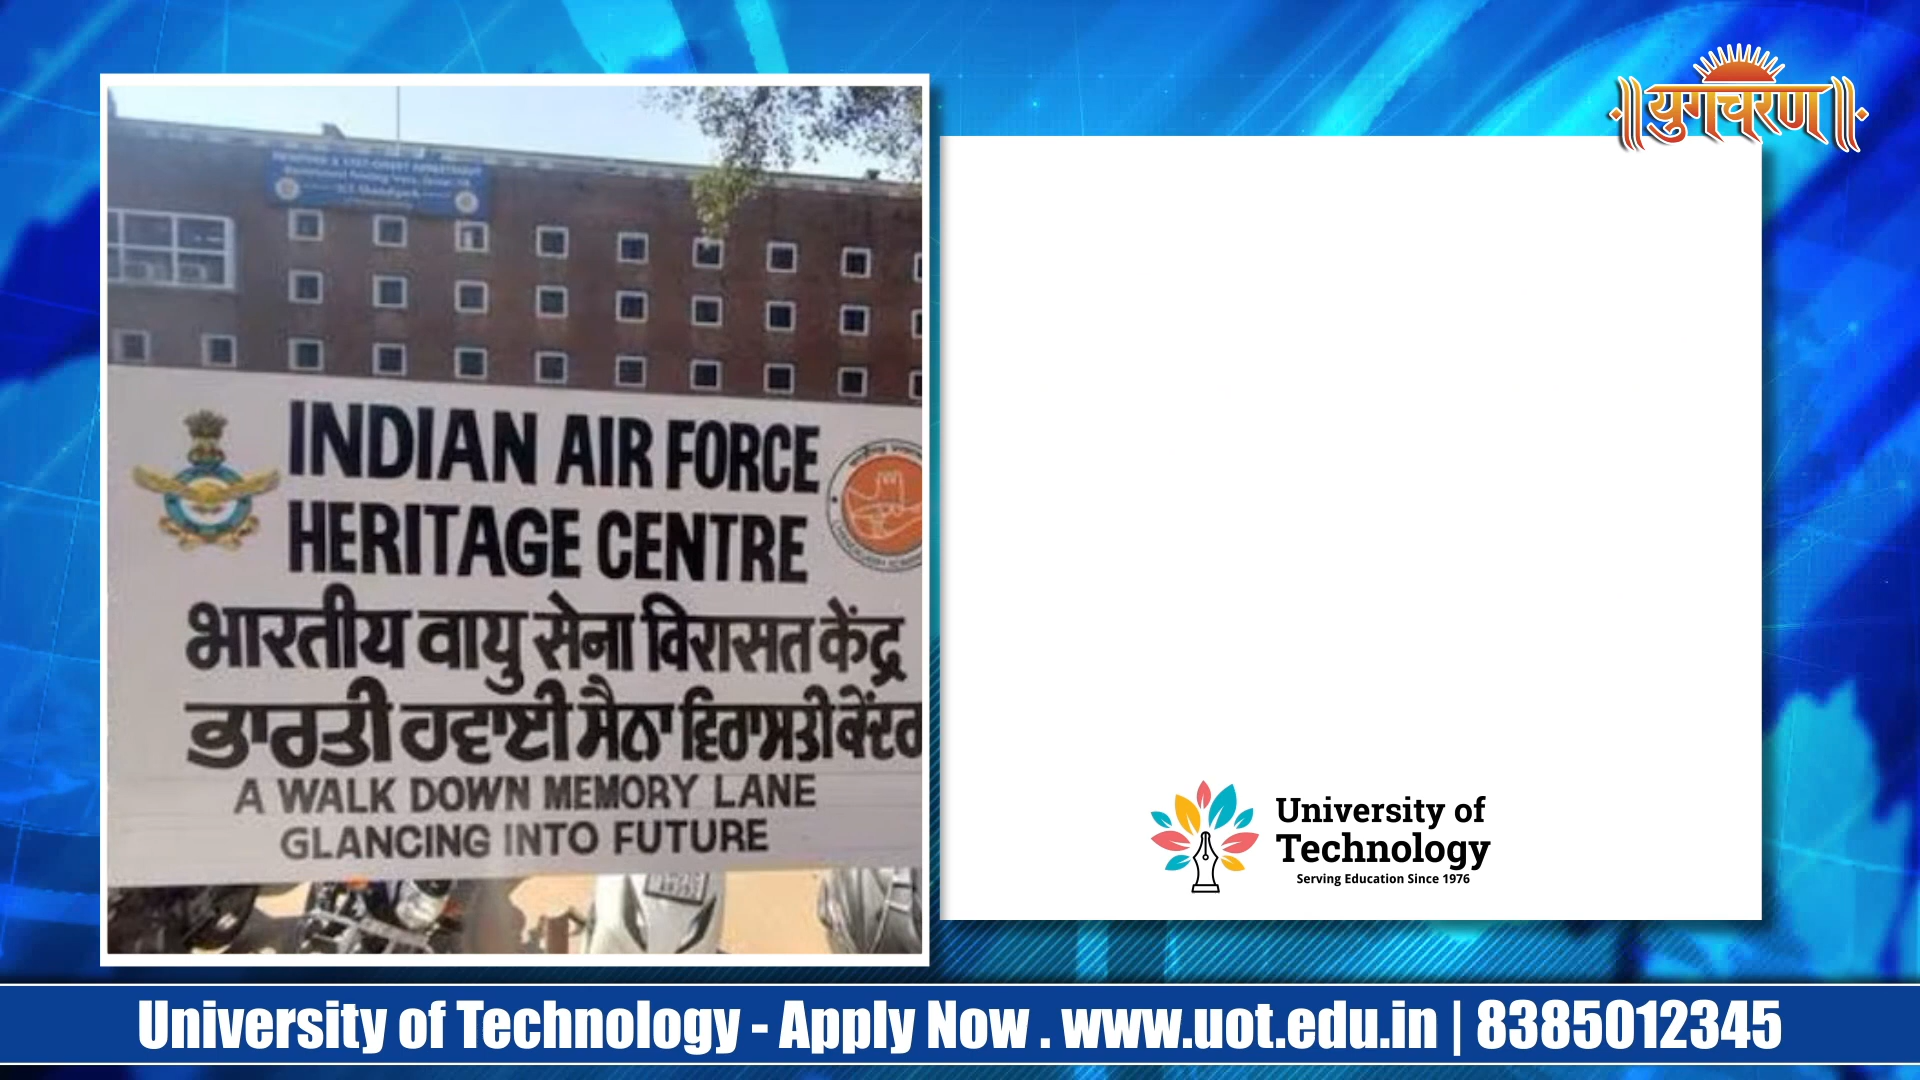 युगचरण
INDIAN AIR FORCE
HERITAGE CENTRE
भारतीय वायु सेना विरासत केंद्र
ਭਾਰਤੀ ਹਵਾਈ ਸੈਨਾ ਵਿਰਾਸਤੀ ਕੇਂਦਰ
A WALK DOWN MEMORY LANE
GLANCING INTO FUTURE
University of
Technology
Serving Education Since 1976
University of Technology - Apply Now . www.uot.edu.in | 8385012345